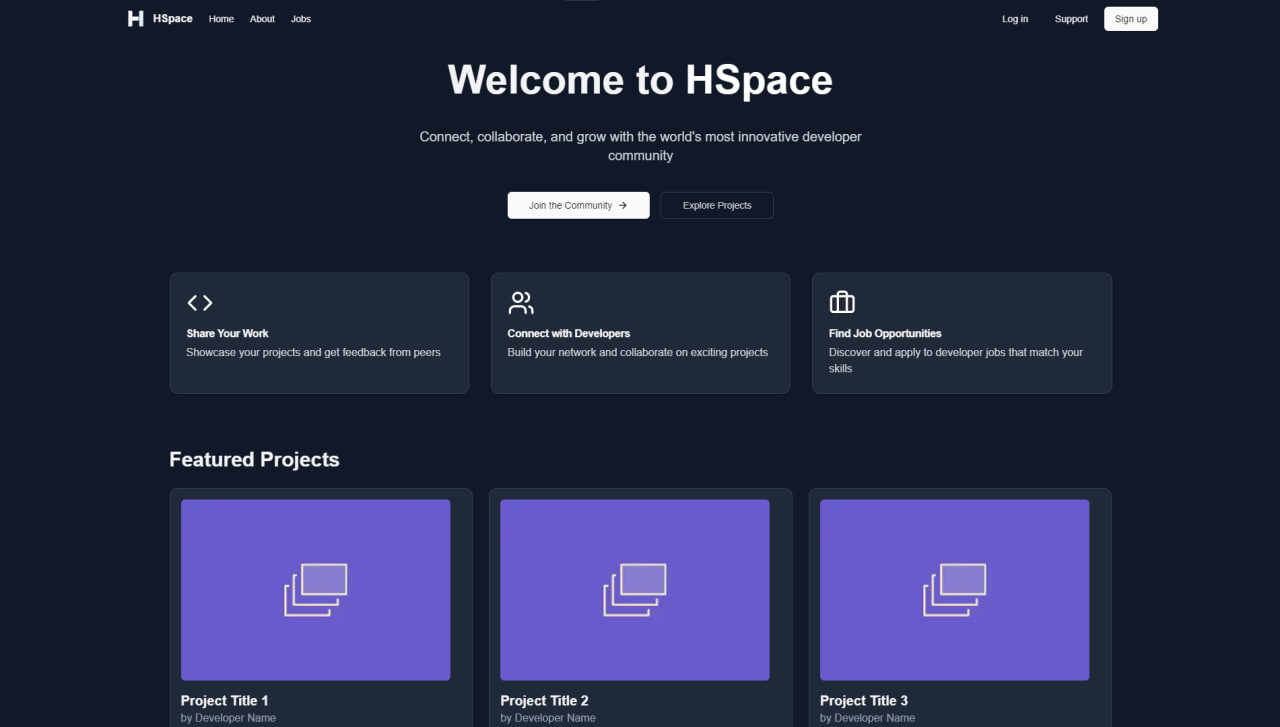 HSpace Home About Jobs Log in Support Sign up
Welcome to HSpace
Connect, collaborate, and grow with the world's most innovative developer
community
Join the Community → Explore Projects
Share Your Work
Showcase your projects and get feedback from peers
Connect with Developers
Build your network and collaborate on exciting projects
Find Job Opportunities
Discover and apply to developer jobs that match your
skills
Featured Projects
Project Title 1
by Developer Name
Project Title 2
by Developer Name
Project Title 3
by Developer Name